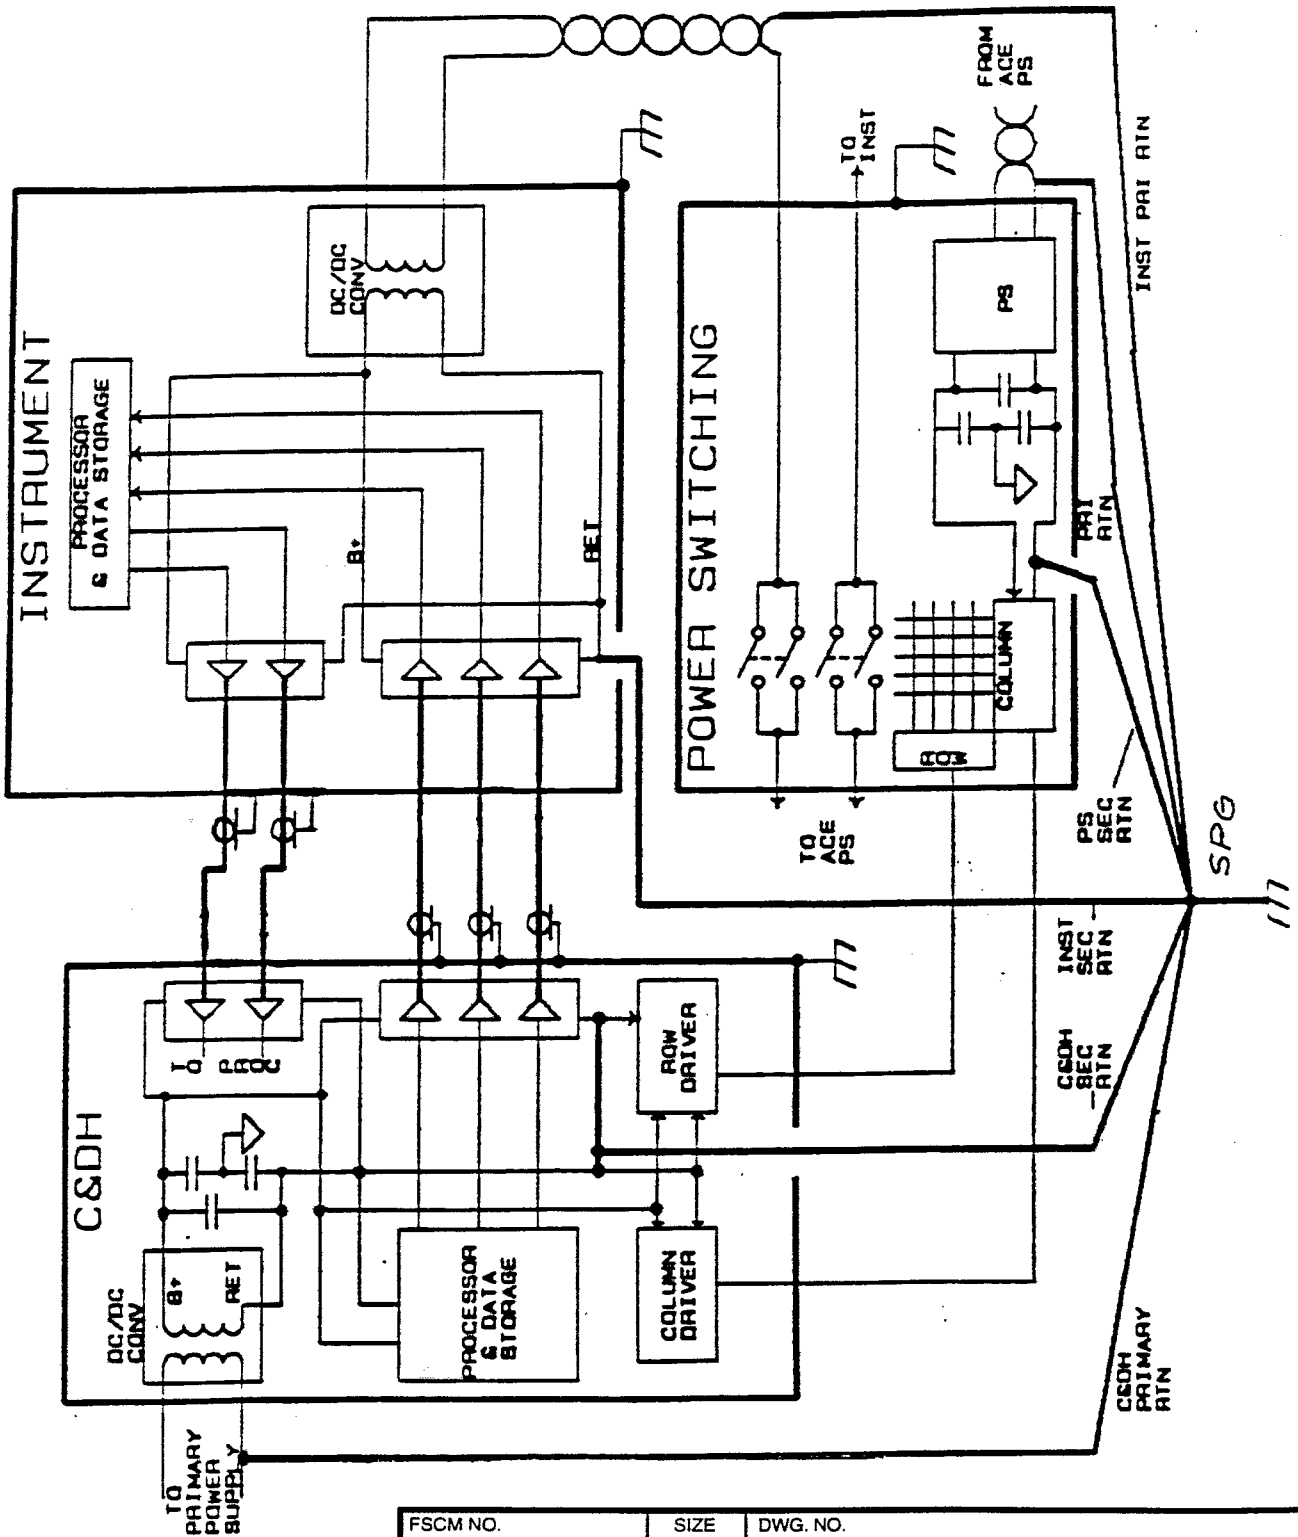 INSTRUMENT
PROCESSOR
& DATA STORAGE
DC/DC
CONV
B+
RET
FROM
ACE
PS
TO
INST
INST PRI RTN
POWER SWITCHING
PS
PRI
RTN
COLUMN
ROW
TO
ACE
PS
PS
SEC
RTN
SPG
INST
SEC
RTN
C&DH
SEC
RTN
C&DH
PRIMARY
RTN
C&DH
TO
PROC
DC/DC
CONV
B+
RET
PROCESSOR
& DATA
STORAGE
ROW
DRIVER
COLUMN
DRIVER
TO
PRIMARY
POWER
SUPPLY
FSCM NO.
SIZE
DWG. NO.